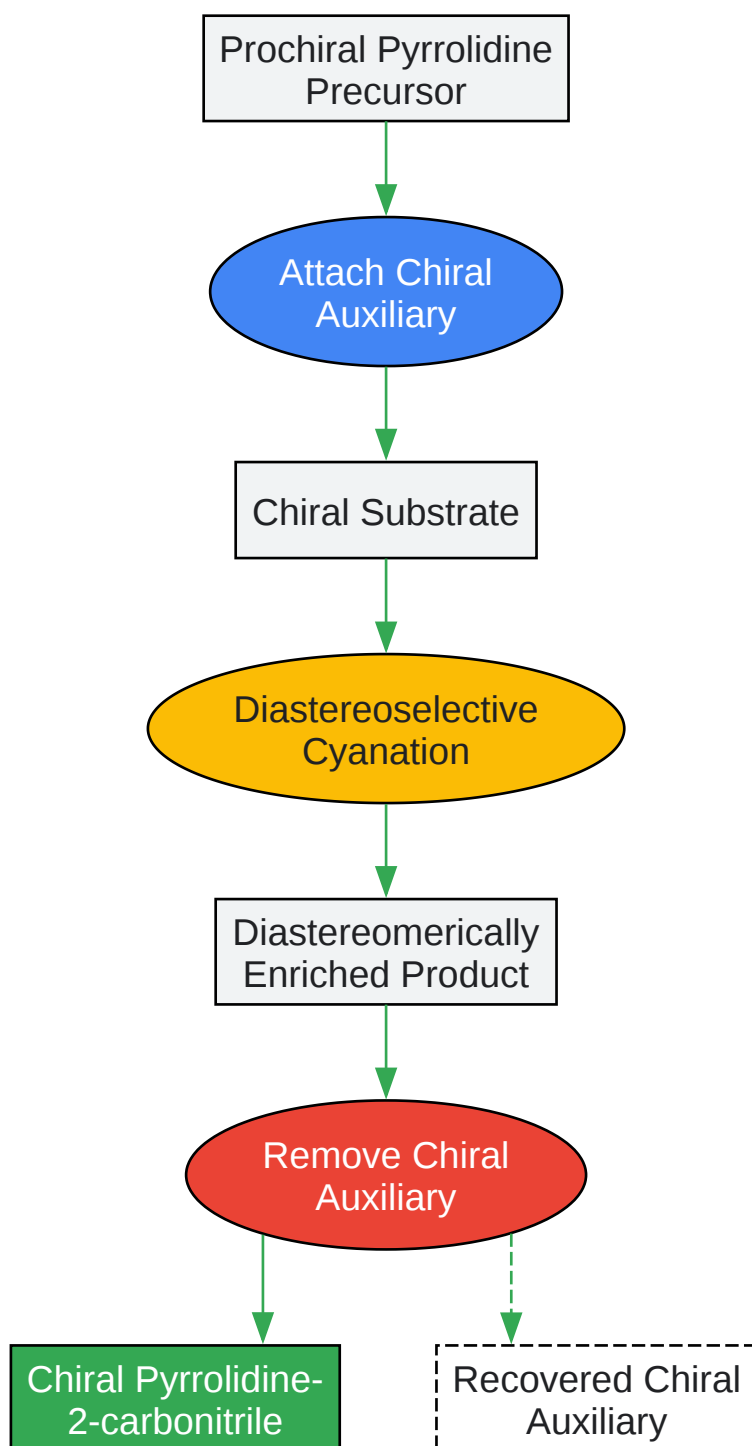 Prochiral Pyrrolidine
Precursor
Attach Chiral
Auxiliary
Chiral Substrate
Diastereoselective
Cyanation
Diastereomerically
Enriched Product
Remove Chiral
Auxiliary
Chiral Pyrrolidine-
2-carbonitrile
Recovered Chiral
Auxiliary